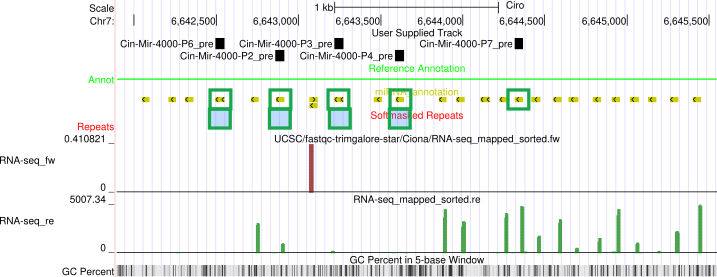 Scale 1 kb Ciro
Chr7: 6,642,500 6,643,000 6,643,500 6,644,000 6,644,500 6,645,000 6,645,500
User Supplied Track
Cin-Mir-4000-P6_pre Cin-Mir-4000-P3_pre Cin-Mir-4000-P7_pre
Cin-Mir-4000-P2_pre Cin-Mir-4000-P4_pre
Reference Annotation
Annot
miRNA_annotation
Softmasked Repeats
Repeats
UCSC/fastqc-trimgalore-star/Ciona/RNA-seq_mapped_sorted.fw
0.410821
RNA-seq_fw
0
RNA-seq_mapped_sorted.re
5007.34
RNA-seq_re
0
GC Percent in 5-base Window
GC Percent